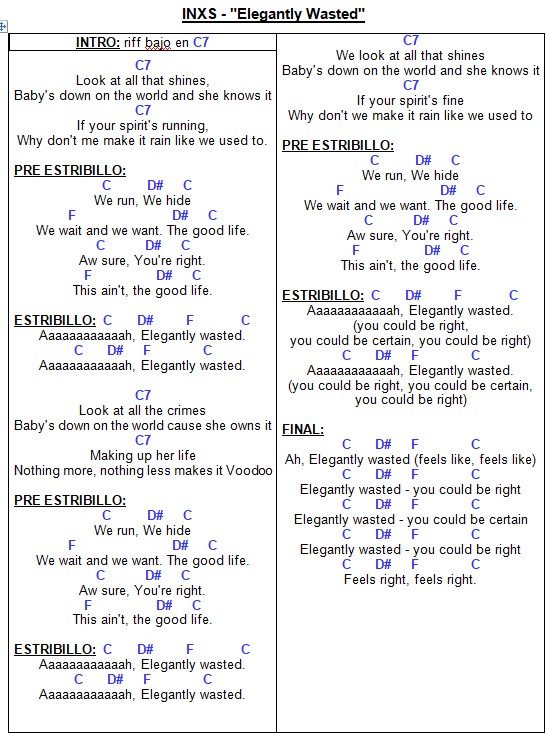 INXS - "Elegantly Wasted"
INTRO: riff bajo en C7
C7
Look at all that shines,
Baby's down on the world and she knows it
C7
If your spirit's running,
Why don't me make it rain like we used to.
PRE ESTRIBILLO:
C D# C
We run, We hide
F D# C
We wait and we want. The good life.
C D# C
Aw sure, You're right.
F D# C
This ain't, the good life.
ESTRIBILLO: C D# F C
Aaaaaaaaaaaah, Elegantly wasted.
C D# F C
Aaaaaaaaaaaah, Elegantly wasted.
C7
Look at all the crimes
Baby's down on the world cause she owns it
C7
Making up her life
Nothing more, nothing less makes it Voodoo
PRE ESTRIBILLO:
C D# C
We run, We hide
F D# C
We wait and we want. The good life.
C D# C
Aw sure, You're right.
F D# C
This ain't, the good life.
ESTRIBILLO: C D# F C
Aaaaaaaaaaaah, Elegantly wasted.
C D# F C
Aaaaaaaaaaaah, Elegantly wasted.
C7
We look at all that shines
Baby's down on the world and she knows it
C7
If your spirit's fine
Why don't we make it rain like we used to
PRE ESTRIBILLO:
C D# C
We run, We hide
F D# C
We wait and we want. The good life.
C D# C
Aw sure, You're right.
F D# C
This ain't, the good life.
ESTRIBILLO: C D# F C
Aaaaaaaaaaaah, Elegantly wasted.
(you could be right,
you could be certain, you could be right)
C D# F C
Aaaaaaaaaaaah, Elegantly wasted.
(you could be right, you could be certain,
you could be right)
FINAL:
C D# F C
Ah, Elegantly wasted (feels like, feels like)
C D# F C
Elegantly wasted - you could be right
C D# F C
Elegantly wasted - you could be certain
C D# F C
Elegantly wasted - you could be right
C D# F C
Feels right, feels right.